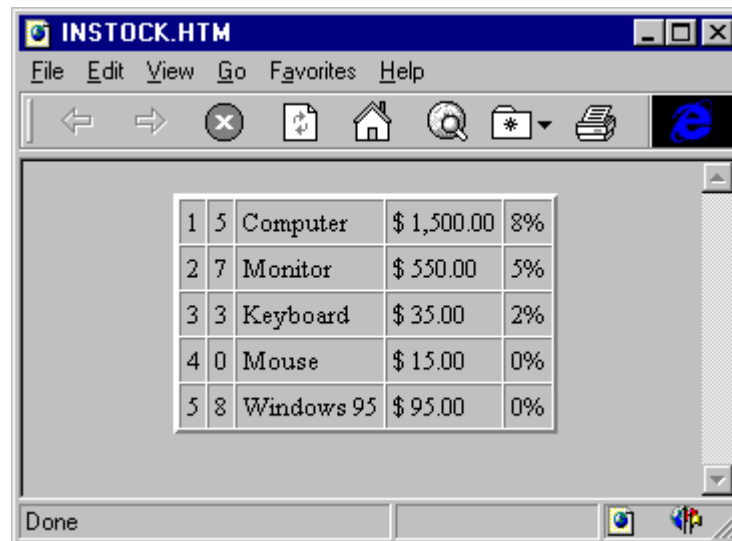 INSTOCK.HTM
File Edit View Go Favorites Help
1 5 Computer $ 1,500.00 8%
2 7 Monitor $ 550.00 5%
3 3 Keyboard $ 35.00 2%
4 0 Mouse $ 15.00 0%
5 8 Windows 95 $ 95.00 0%
Done